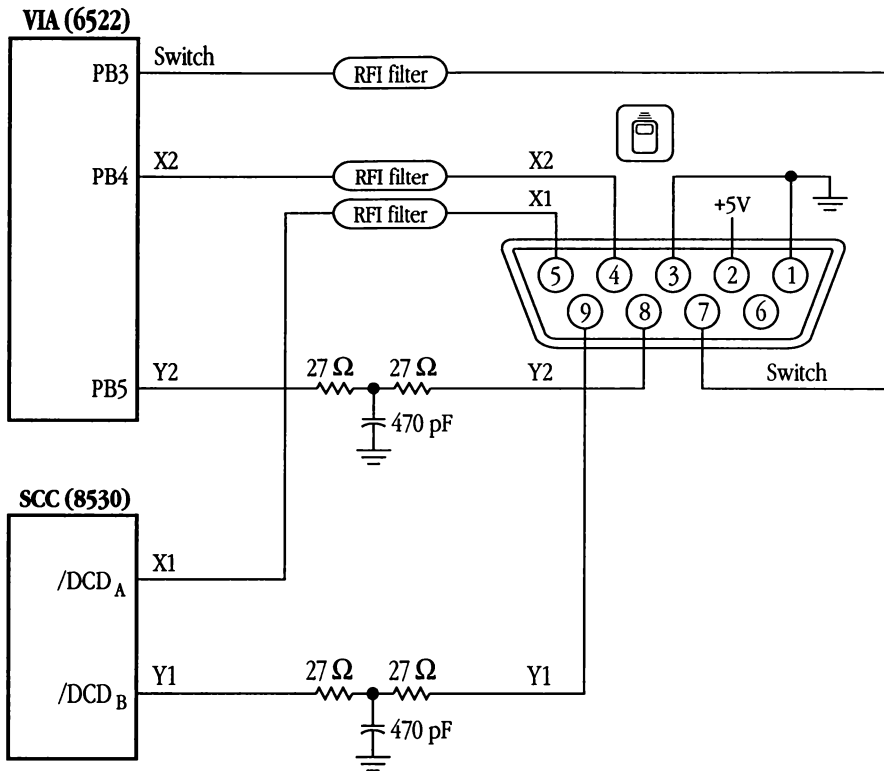 VIA (6522)
PB3
Switch
RFI filter
PB4
X2
RFI filter
X2
X1
RFI filter
+5V
5
4
3
2
1
9
8
7
6
PB5
Y2
27 Ω
27 Ω
Y2
Switch
470 pF
SCC (8530)
/DCD A
X1
/DCD B
Y1
27 Ω
27 Ω
Y1
470 pF